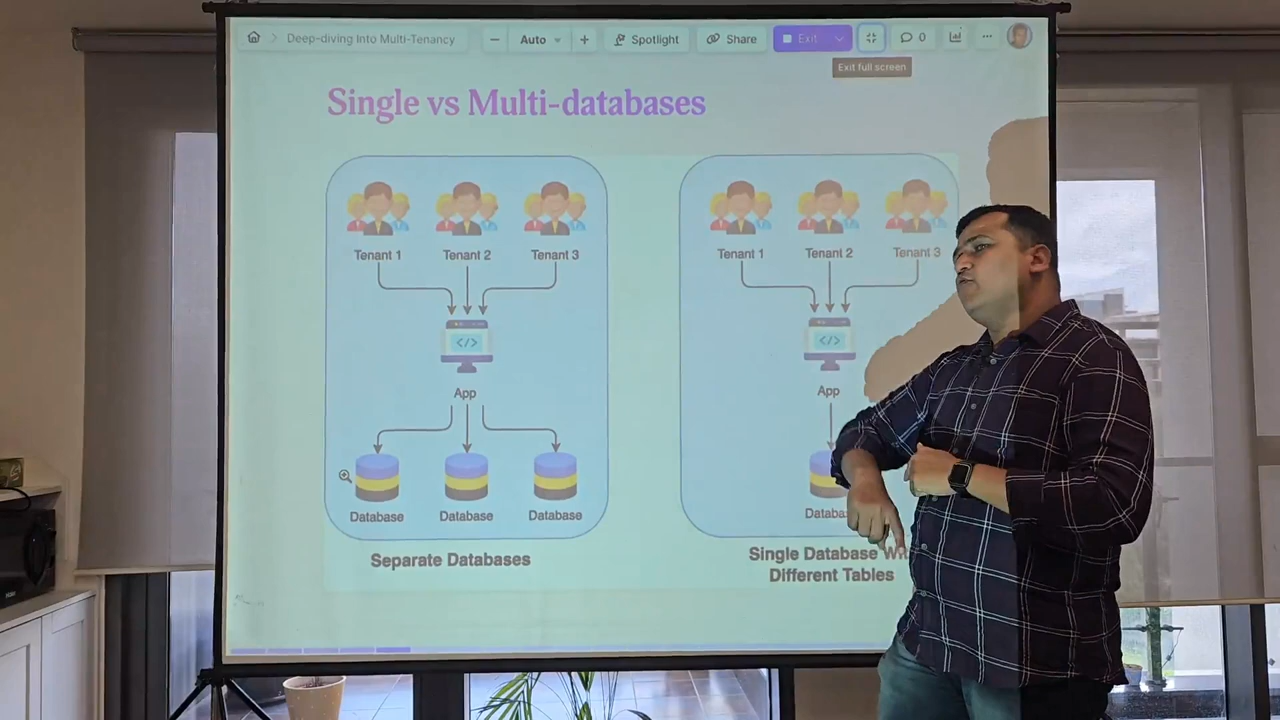 Deep-diving Into Multi-Tenancy
Auto
Spotlight
Share
Exit
0
Exit full screen
Single vs Multi-databases
Tenant 1
Tenant 2
Tenant 3
</>
App
Database
Database
Database
Separate Databases
Tenant 1
Tenant 2
Tenant 3
</>
App
Single Database
Different Tables